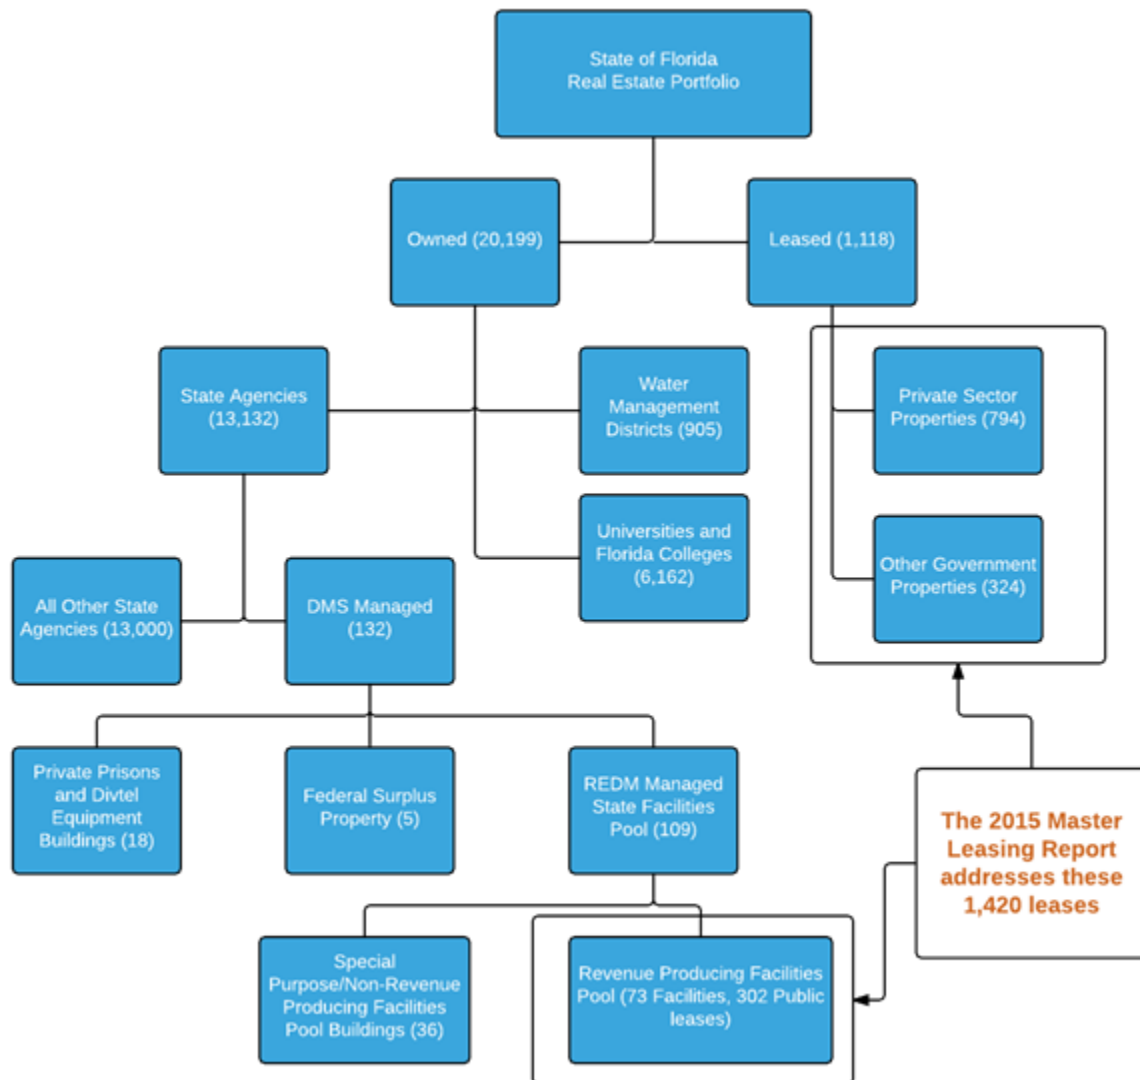 State of Florida
Real Estate Portfolio
Owned (20,199)
Leased (1,118)
State Agencies
(13,132)
Water
Management
Districts (905)
Private Sector
Properties (794)
Universities and
Florida Colleges
(6,162)
Other Government
Properties (324)
All Other State
Agencies (13,000)
DMS Managed
(132)
Private Prisons
and Divtel
Equipment
Buildings (18)
Federal Surplus
Property (5)
REDM Managed
State Facilities
Pool (109)
The 2015 Master
Leasing Report
addresses these
1,420 leases
Special
Purpose/Non-Revenue
Producing Facilities
Pool Buildings (36)
Revenue Producing Facilities
Pool (73 Facilities, 302 Public
leases)